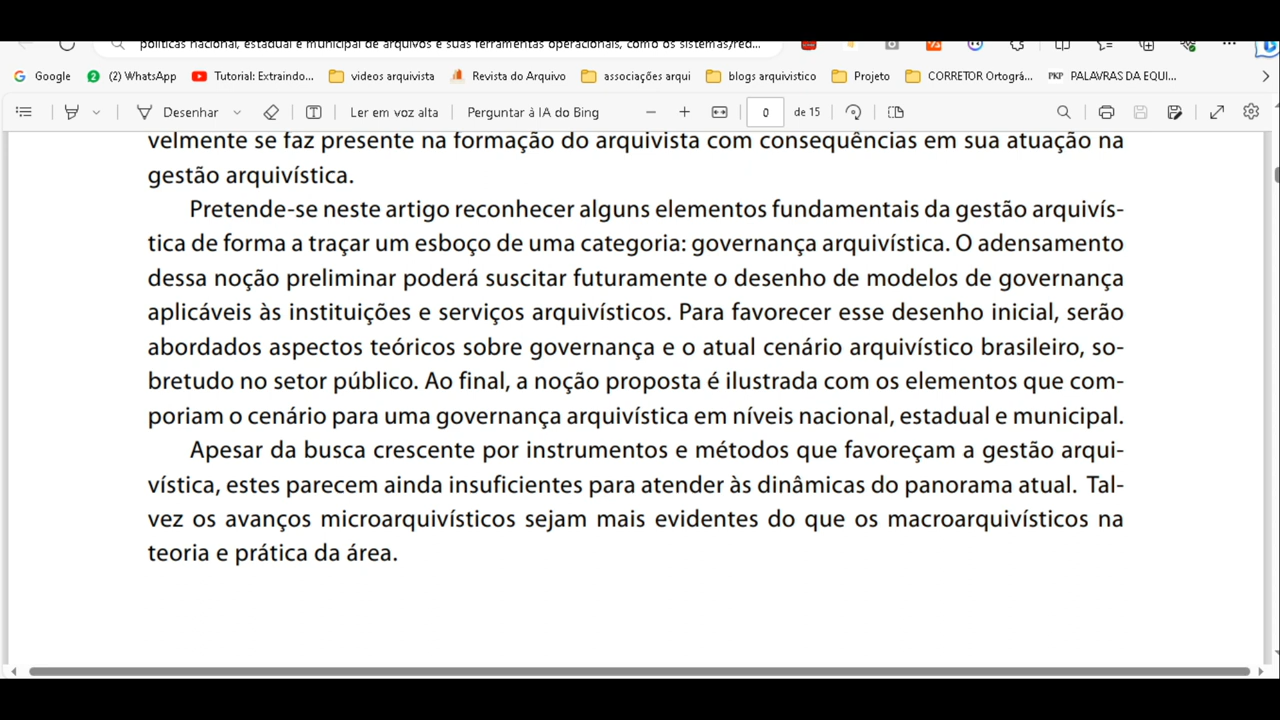 políticas nacional, estadual e municipal de arquivos e suas ferramentas operacionais, como os sistemas/red...
Google (2) WhatsApp Tutorial: Extraindo... videos arquivista Revista do Arquivo associações arqui blogs arquivistico Projeto CORRETOR Ortográ... PKP PALAVRAS DA EQUI...
Desenhar Ler em voz alta Perguntar à IA do Bing 0 de 15
velmente se faz presente na formação do arquivista com consequências em sua atuação na
gestão arquivística.
Pretende-se neste artigo reconhecer alguns elementos fundamentais da gestão arquivís-
tica de forma a traçar um esboço de uma categoria: governança arquivística. O adensamento
dessa noção preliminar poderá suscitar futuramente o desenho de modelos de governança
aplicáveis às instituições e serviços arquivísticos. Para favorecer esse desenho inicial, serão
abordados aspectos teóricos sobre governança e o atual cenário arquivístico brasileiro, so-
bretudo no setor público. Ao final, a noção proposta é ilustrada com os elementos que com-
poriam o cenário para uma governança arquivística em níveis nacional, estadual e municipal.
Apesar da busca crescente por instrumentos e métodos que favoreçam a gestão arqui-
vística, estes parecem ainda insuficientes para atender às dinâmicas do panorama atual. Tal-
vez os avanços microarquivísticos sejam mais evidentes do que os macroarquivísticos na
teoria e prática da área.